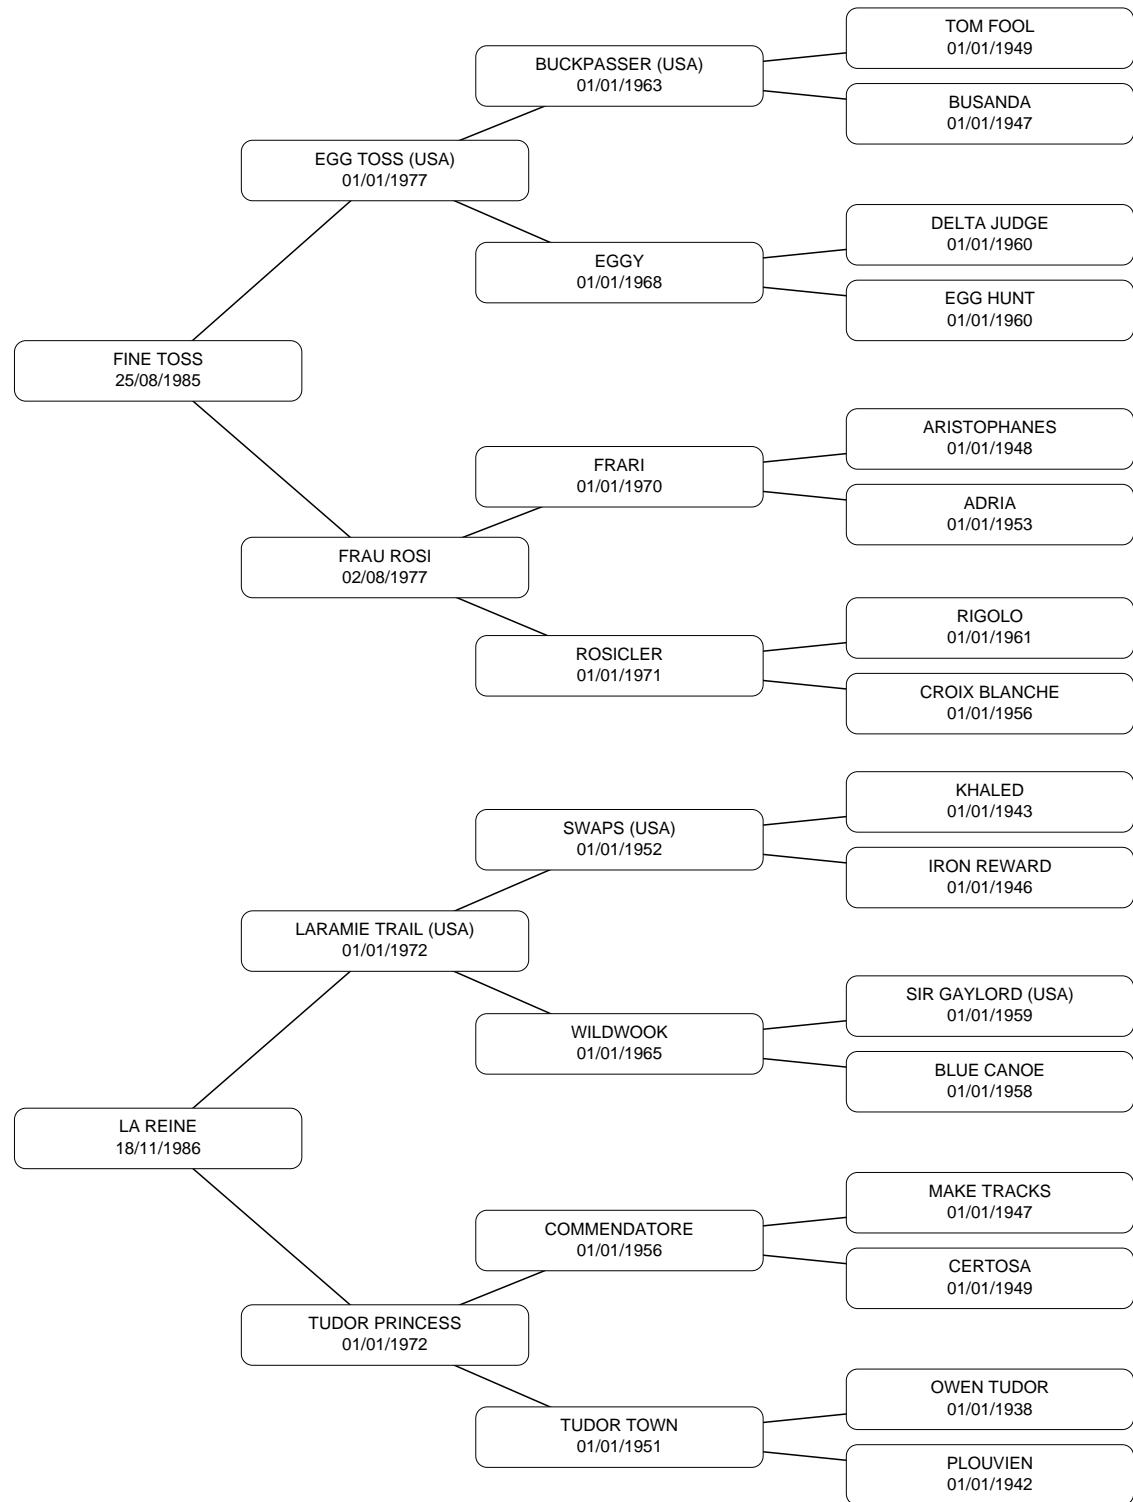 TOM FOOL
01/01/1949
BUCKPASSER (USA)
01/01/1963
BUSANDA
01/01/1947
EGG TOSS (USA)
01/01/1977
DELTA JUDGE
01/01/1960
EGGY
01/01/1968
EGG HUNT
01/01/1960
FINE TOSS
25/08/1985
ARISTOPHANES
01/01/1948
FRARI
01/01/1970
ADRIA
01/01/1953
FRAU ROSI
02/08/1977
RIGOLO
01/01/1961
ROSICLER
01/01/1971
CROIX BLANCHE
01/01/1956
KHALED
01/01/1943
SWAPS (USA)
01/01/1952
IRON REWARD
01/01/1946
LARAMIE TRAIL (USA)
01/01/1972
SIR GAYLORD (USA)
01/01/1959
WILDWOOK
01/01/1965
BLUE CANOE
01/01/1958
LA REINE
18/11/1986
MAKE TRACKS
01/01/1947
COMMENDATORE
01/01/1956
CERTOSA
01/01/1949
TUDOR PRINCESS
01/01/1972
OWEN TUDOR
01/01/1938
TUDOR TOWN
01/01/1951
PLOUVIEN
01/01/1942